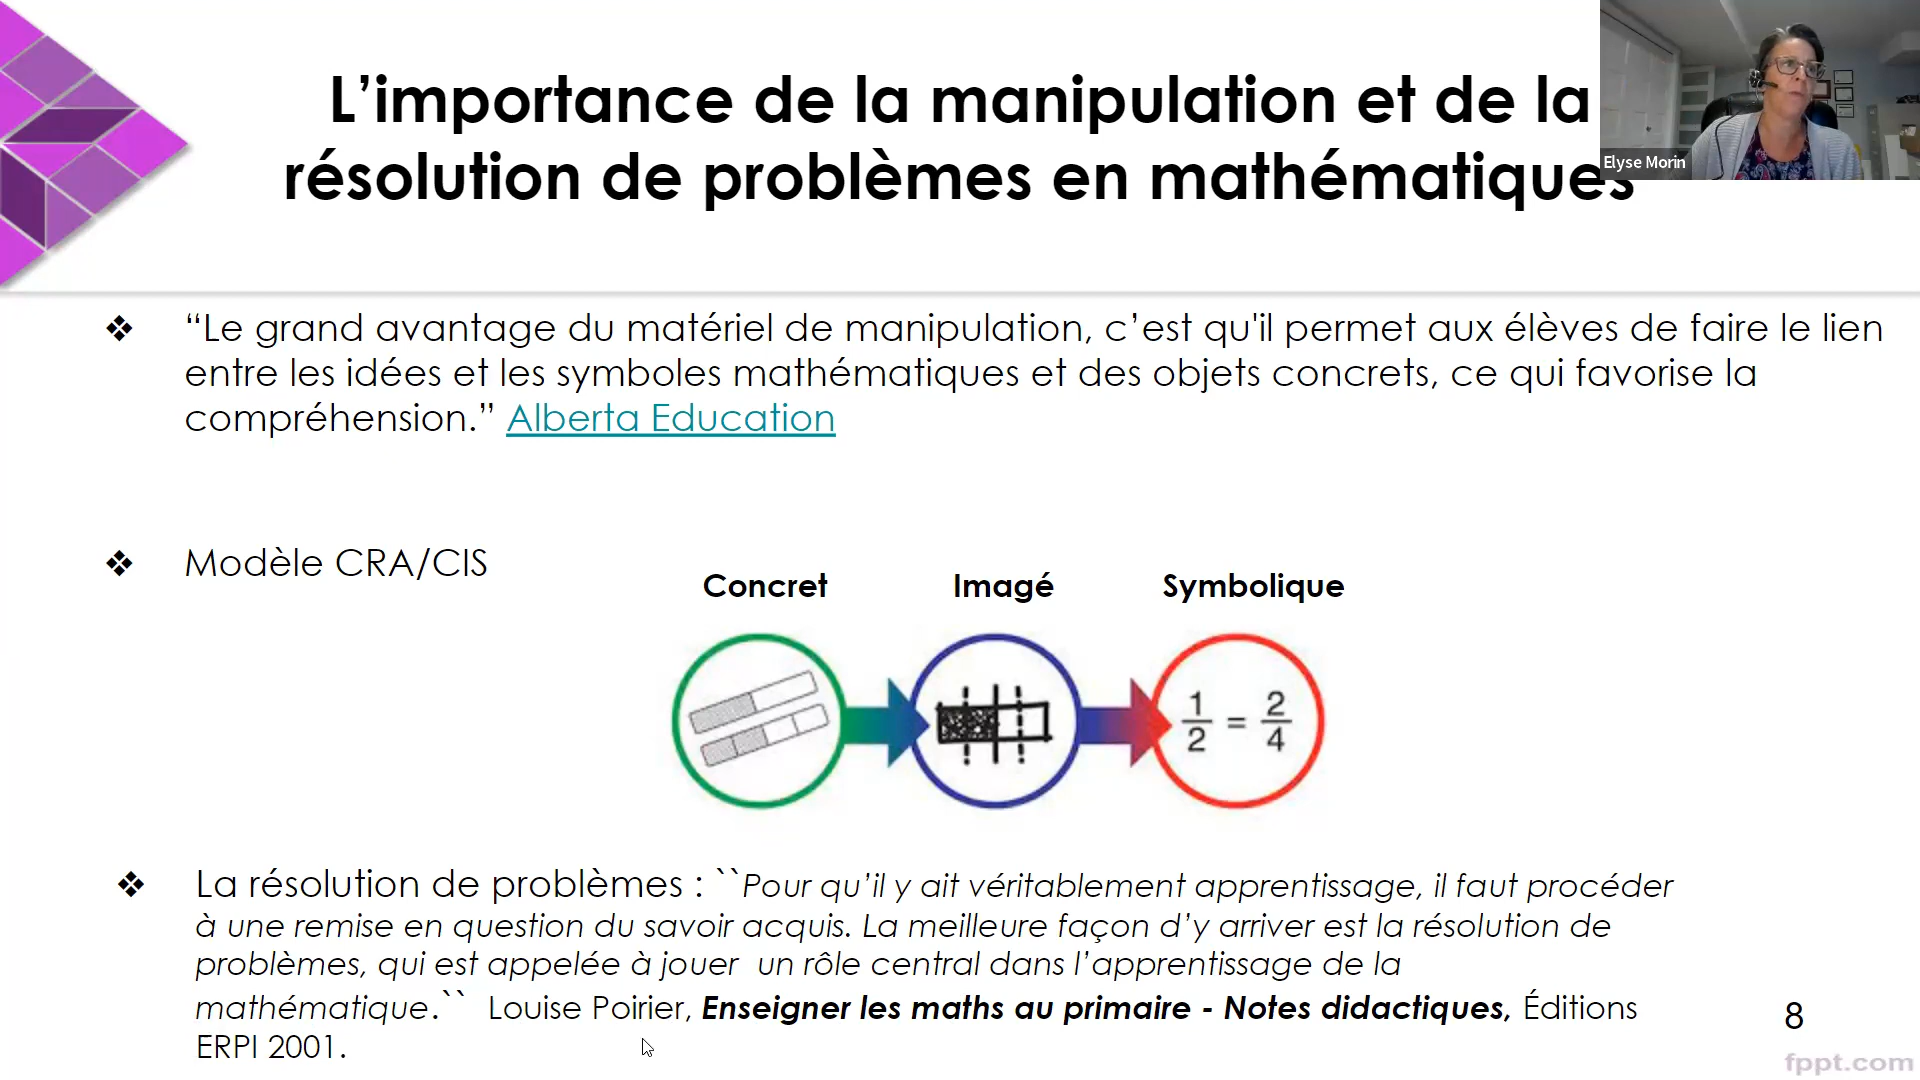 L’importance de la manipulation et de la
résolution de problèmes en mathématiques
Elyse Morin
❖ “Le grand avantage du matériel de manipulation, c’est qu'il permet aux élèves de faire le lien
entre les idées et les symboles mathématiques et des objets concrets, ce qui favorise la
compréhension.” Alberta Education
❖ Modèle CRA/CIS
Concret Imagé Symbolique
1/2 = 2/4
❖ La résolution de problèmes : ``Pour qu’il y ait véritablement apprentissage, il faut procéder
à une remise en question du savoir acquis. La meilleure façon d’y arriver est la résolution de
problèmes, qui est appelée à jouer un rôle central dans l’apprentissage de la
mathématique.`` Louise Poirier, Enseigner les maths au primaire - Notes didactiques, Éditions
ERPI 2001.
8
fppt.com